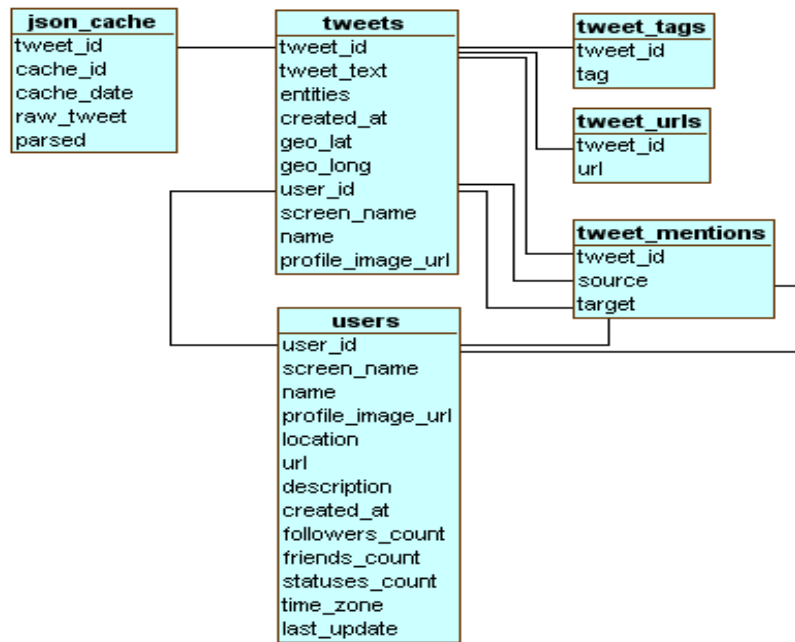 json_cache
tweet_id
cache_id
cache_date
raw_tweet
parsed
tweets
tweet_id
tweet_text
entities
created_at
geo_lat
geo_long
user_id
screen_name
name
profile_image_url
tweet_tags
tweet_id
tag
tweet_urls
tweet_id
url
tweet_mentions
tweet_id
source
target
users
user_id
screen_name
name
profile_image_url
location
url
description
created_at
followers_count
friends_count
statuses_count
time_zone
last_update